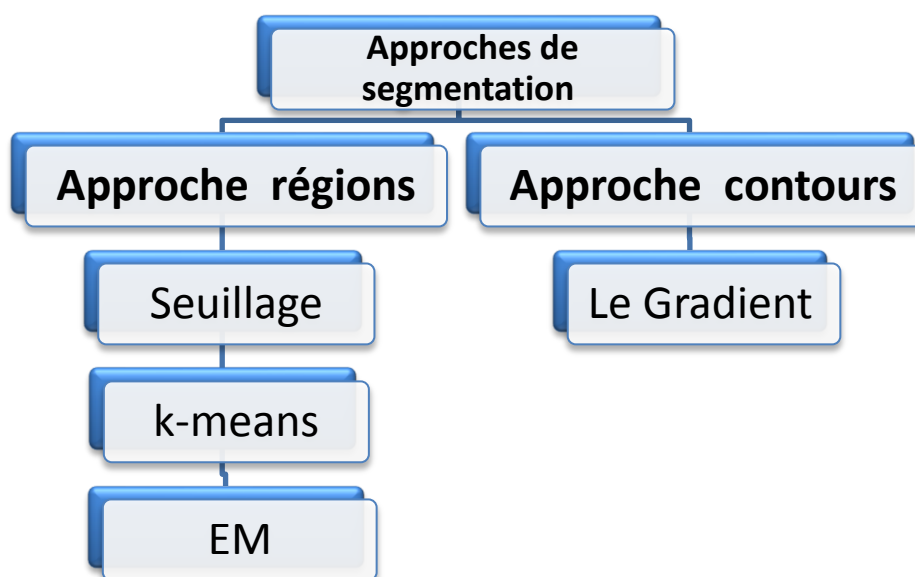 Approches de
segmentation
Approche régions
Approche contours
Seuillage
Le Gradient
k-means
EM